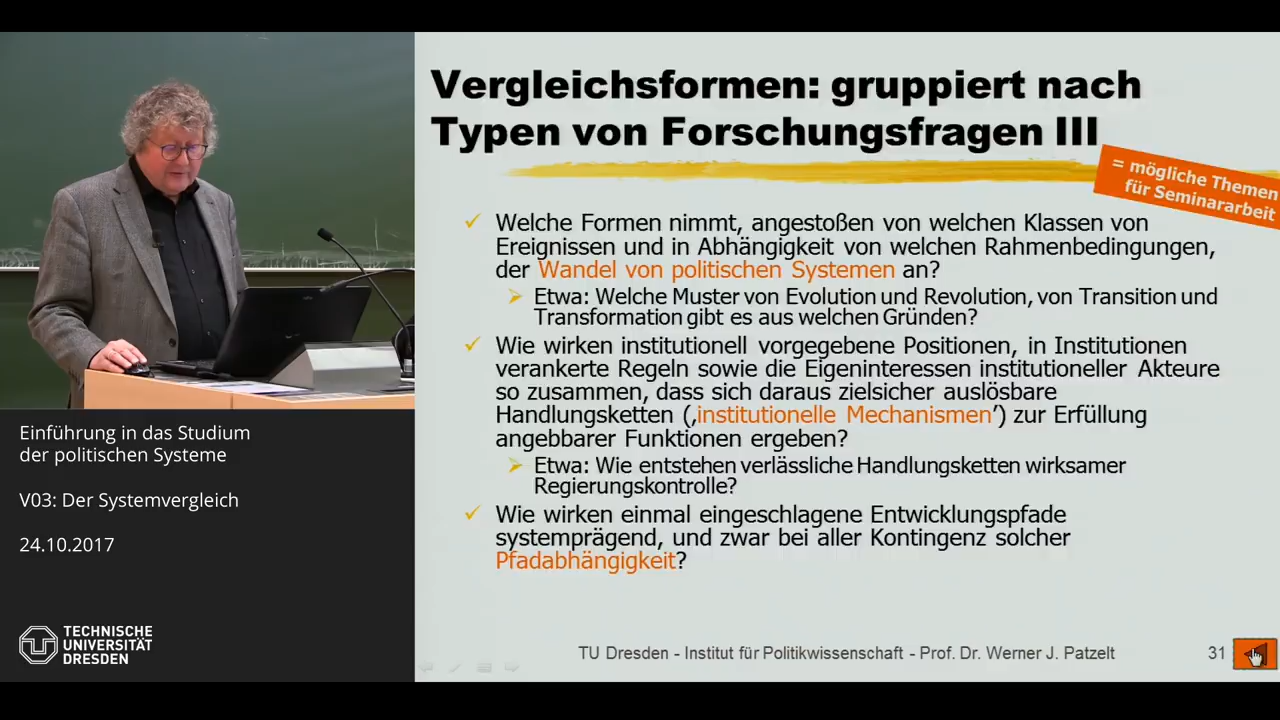 Vergleichsformen: gruppiert nach
Typen von Forschungsfragen III
= mögliche Themen
für Seminararbeit
Welche Formen nimmt, angestoßen von welchen Klassen von
Ereignissen und in Abhängigkeit von welchen Rahmenbedingungen,
der Wandel von politischen Systemen an?
Etwa: Welche Muster von Evolution und Revolution, von Transition und
Transformation gibt es aus welchen Gründen?
Wie wirken institutionell vorgegebene Positionen, in Institutionen
verankerte Regeln sowie die Eigeninteressen institutioneller Akteure
so zusammen, dass sich daraus zielsicher auslösbare
Handlungsketten (‚institutionelle Mechanismen’) zur Erfüllung
angebbarer Funktionen ergeben?
Etwa: Wie entstehen verlässliche Handlungsketten wirksamer
Regierungskontrolle?
Wie wirken einmal eingeschlagene Entwicklungspfade
systemprägend, und zwar bei aller Kontingenz solcher
Pfadabhängigkeit?
TU Dresden - Institut für Politikwissenschaft - Prof. Dr. Werner J. Patzelt
31
Einführung in das Studium
der politischen Systeme
V03: Der Systemvergleich
24.10.2017
TECHNISCHE
UNIVERSITÄT
DRESDEN